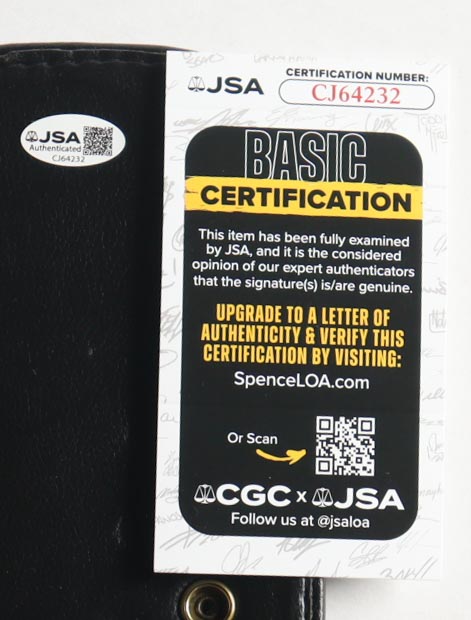 JSA
Authenticated
CJ64232
JSA
CERTIFICATION NUMBER:
CJ64232
BASIC
CERTIFICATION
This item has been fully examined
by JSA, and it is the considered
opinion of our expert authenticators
that the signature(s) is/are genuine.
UPGRADE TO A LETTER OF
AUTHENTICITY & VERIFY THIS
CERTIFICATION BY VISITING:
SpenceLOA.com
Or Scan
CGC x JSA
Follow us at @jsaloa